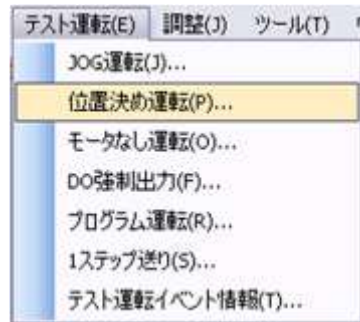 テスト運転(E) 調整(J) ツール(T)
JOG運転(J)...
位置決め運転(P)...
モータなし運転(O)...
DO強制出力(F)...
プログラム運転(R)...
1ステップ送り(S)...
テスト運転イベント情報(T)...